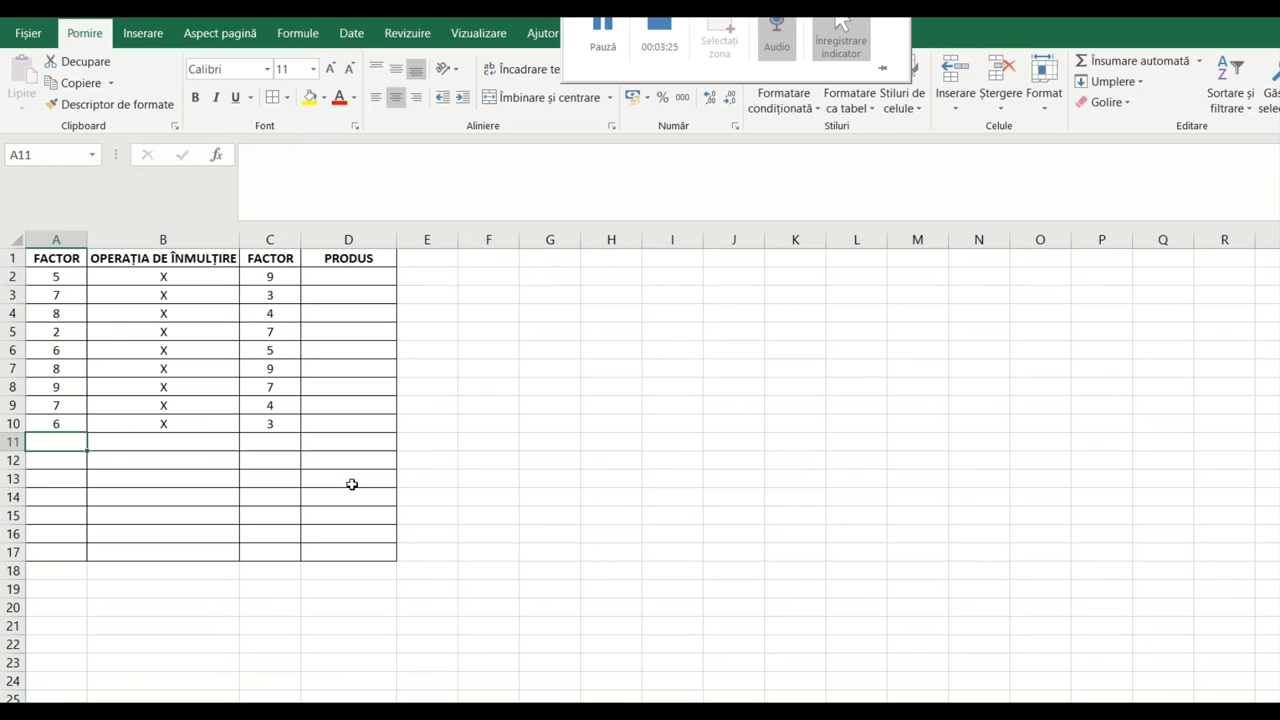 Fișier Pornire Inserare Aspect pagină Formule Date Revizuire Vizualizare Ajutor
Pauză 00:03:25 Selectați zona Audio Înregistrare indicator
Lipire Decupare Copiere Descriptor de formate
Calibri 11 B I U
Încadrare te
Îmbinare și centrare
% 000
Formatare condițională Formatare ca tabel Stiluri de celule
Inserare Ștergere Format
Însumare automată Umplere Golire
Sortare și filtrare
Clipboard Font Aliniere Număr Stiluri Celule Editare
A11 fx
A B C D E F G H I J K L M N O P Q R
1 FACTOR OPERAȚIA DE ÎNMULȚIRE FACTOR PRODUS
2 5 X 9
3 7 X 3
4 8 X 4
5 2 X 7
6 6 X 5
7 8 X 9
8 9 X 7
9 7 X 4
10 6 X 3
11
12
13
14
15
16
17
18
19
20
21
22
23
24
25